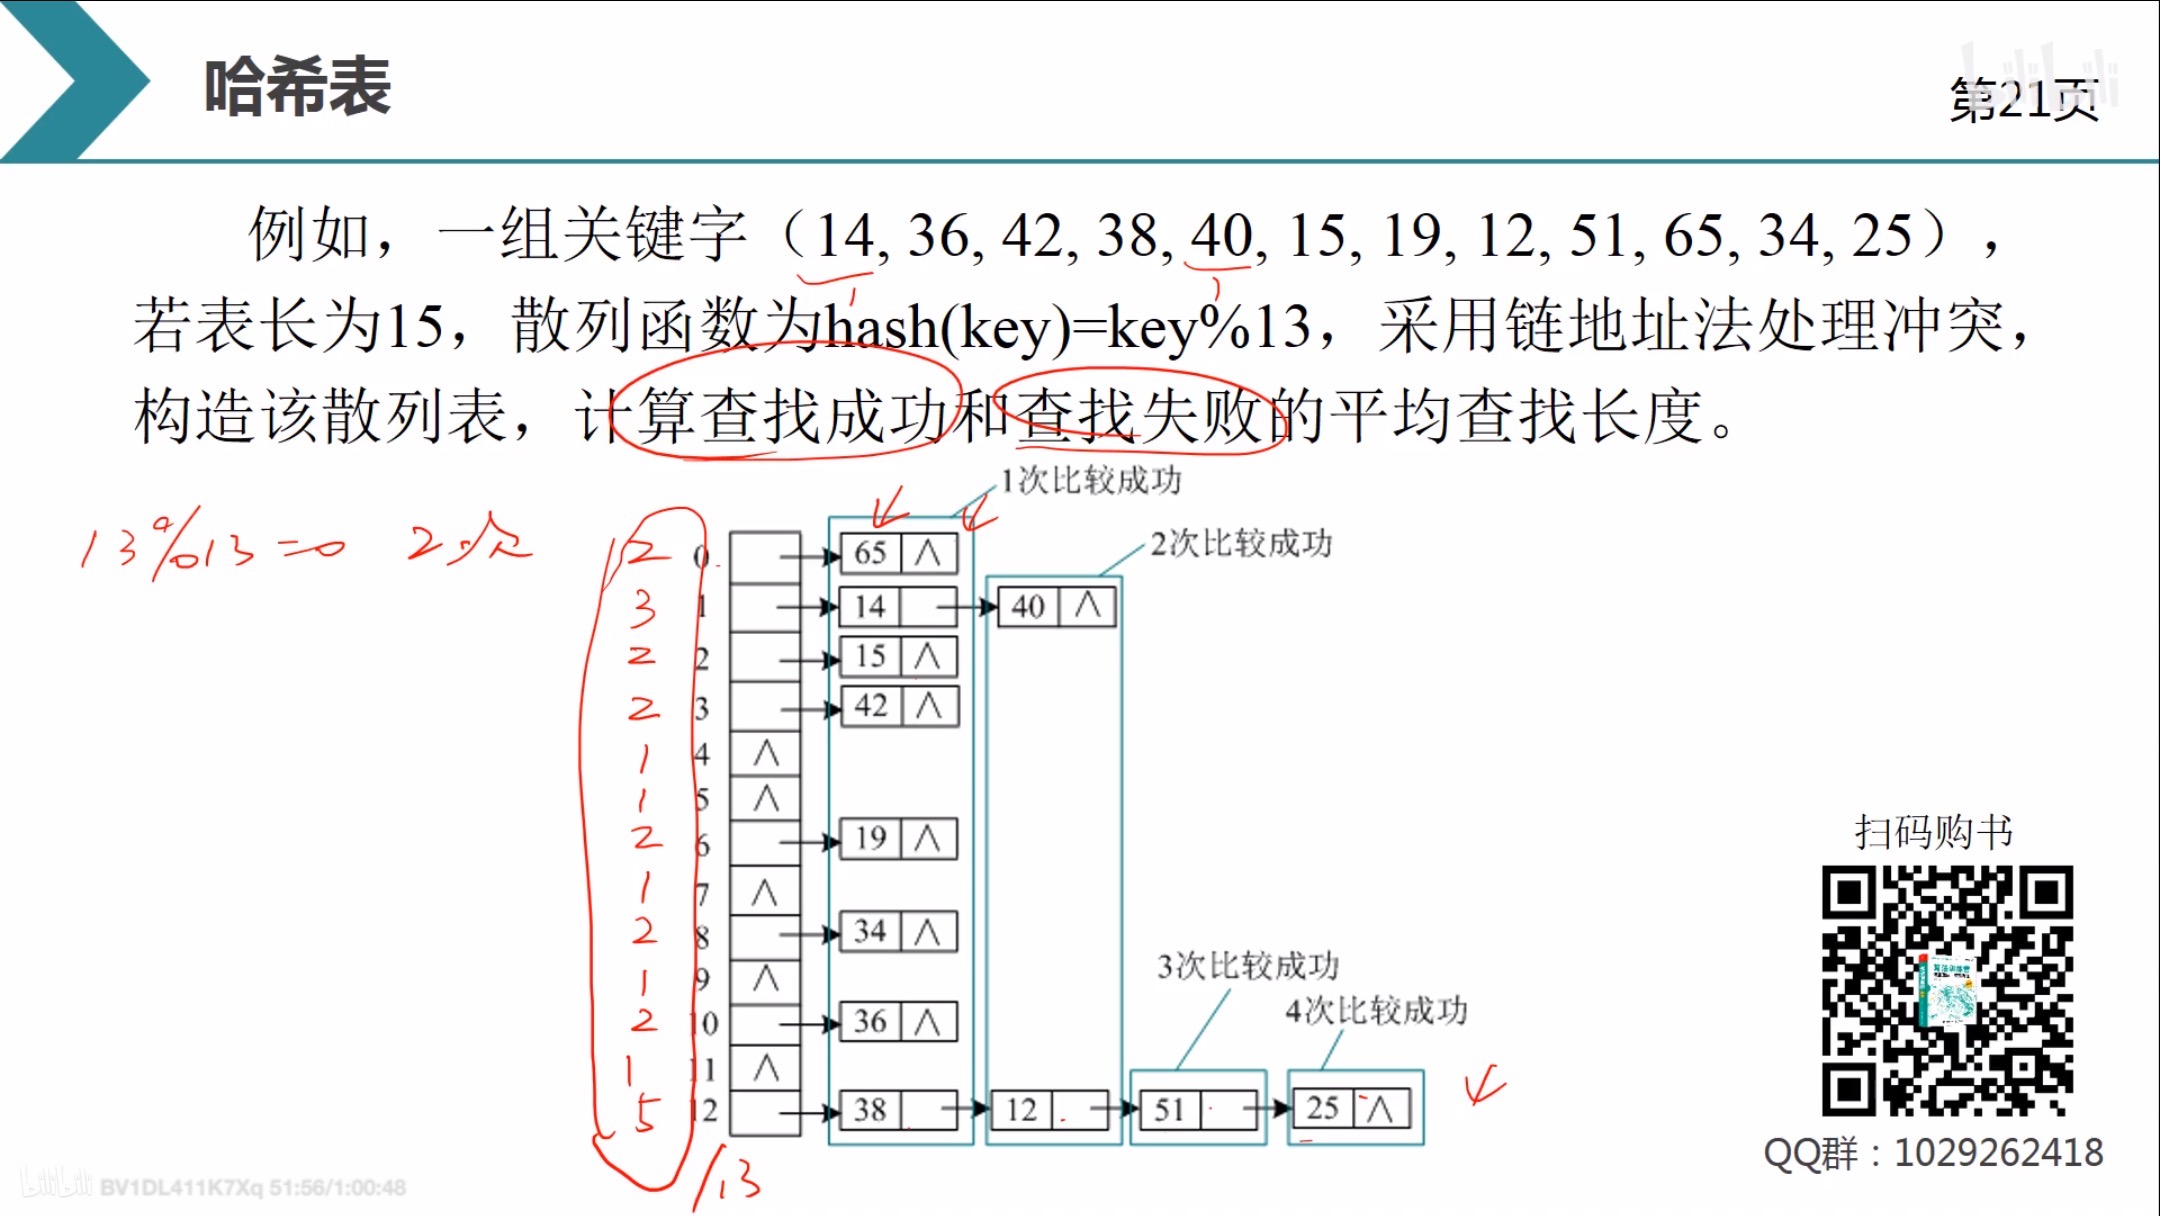 哈希表
第21页
例如，一组关键字（14, 36, 42, 38, 40, 15, 19, 12, 51, 65, 34, 25），
若表长为15，散列函数为hash(key)=key%13，采用链地址法处理冲突，
构造该散列表，计算查找成功和查找失败的平均查找长度。
1次比较成功
2次比较成功
13%13=0 2次
2 0 65 ∧
3 1 14 40 ∧
2 2 15 ∧
2 3 42 ∧
1 4 ∧
1 5 ∧
2 6 19 ∧
1 7 ∧
2 8 34 ∧
1 9 ∧
2 10 36 ∧
1 11 ∧
5 12 38 12 51 25 ∧
3次比较成功
4次比较成功
/13
扫码购书
QQ群：1029262418
bilibili
bilibili BV1DL411K7Xq 51:56/1:00:48